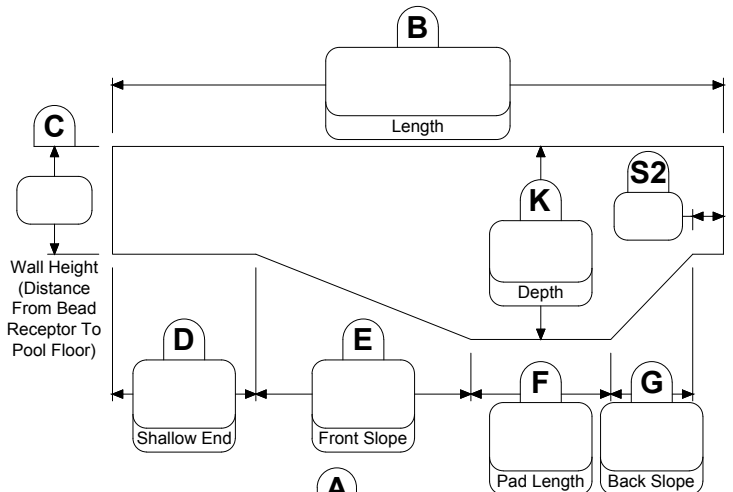 B
Length
C
S2
K
Wall Height
(Distance
From Bead
Receptor To
Pool Floor)
Depth
D
E
F
G
Shallow End
Front Slope
A
Pad Length
Back Slope